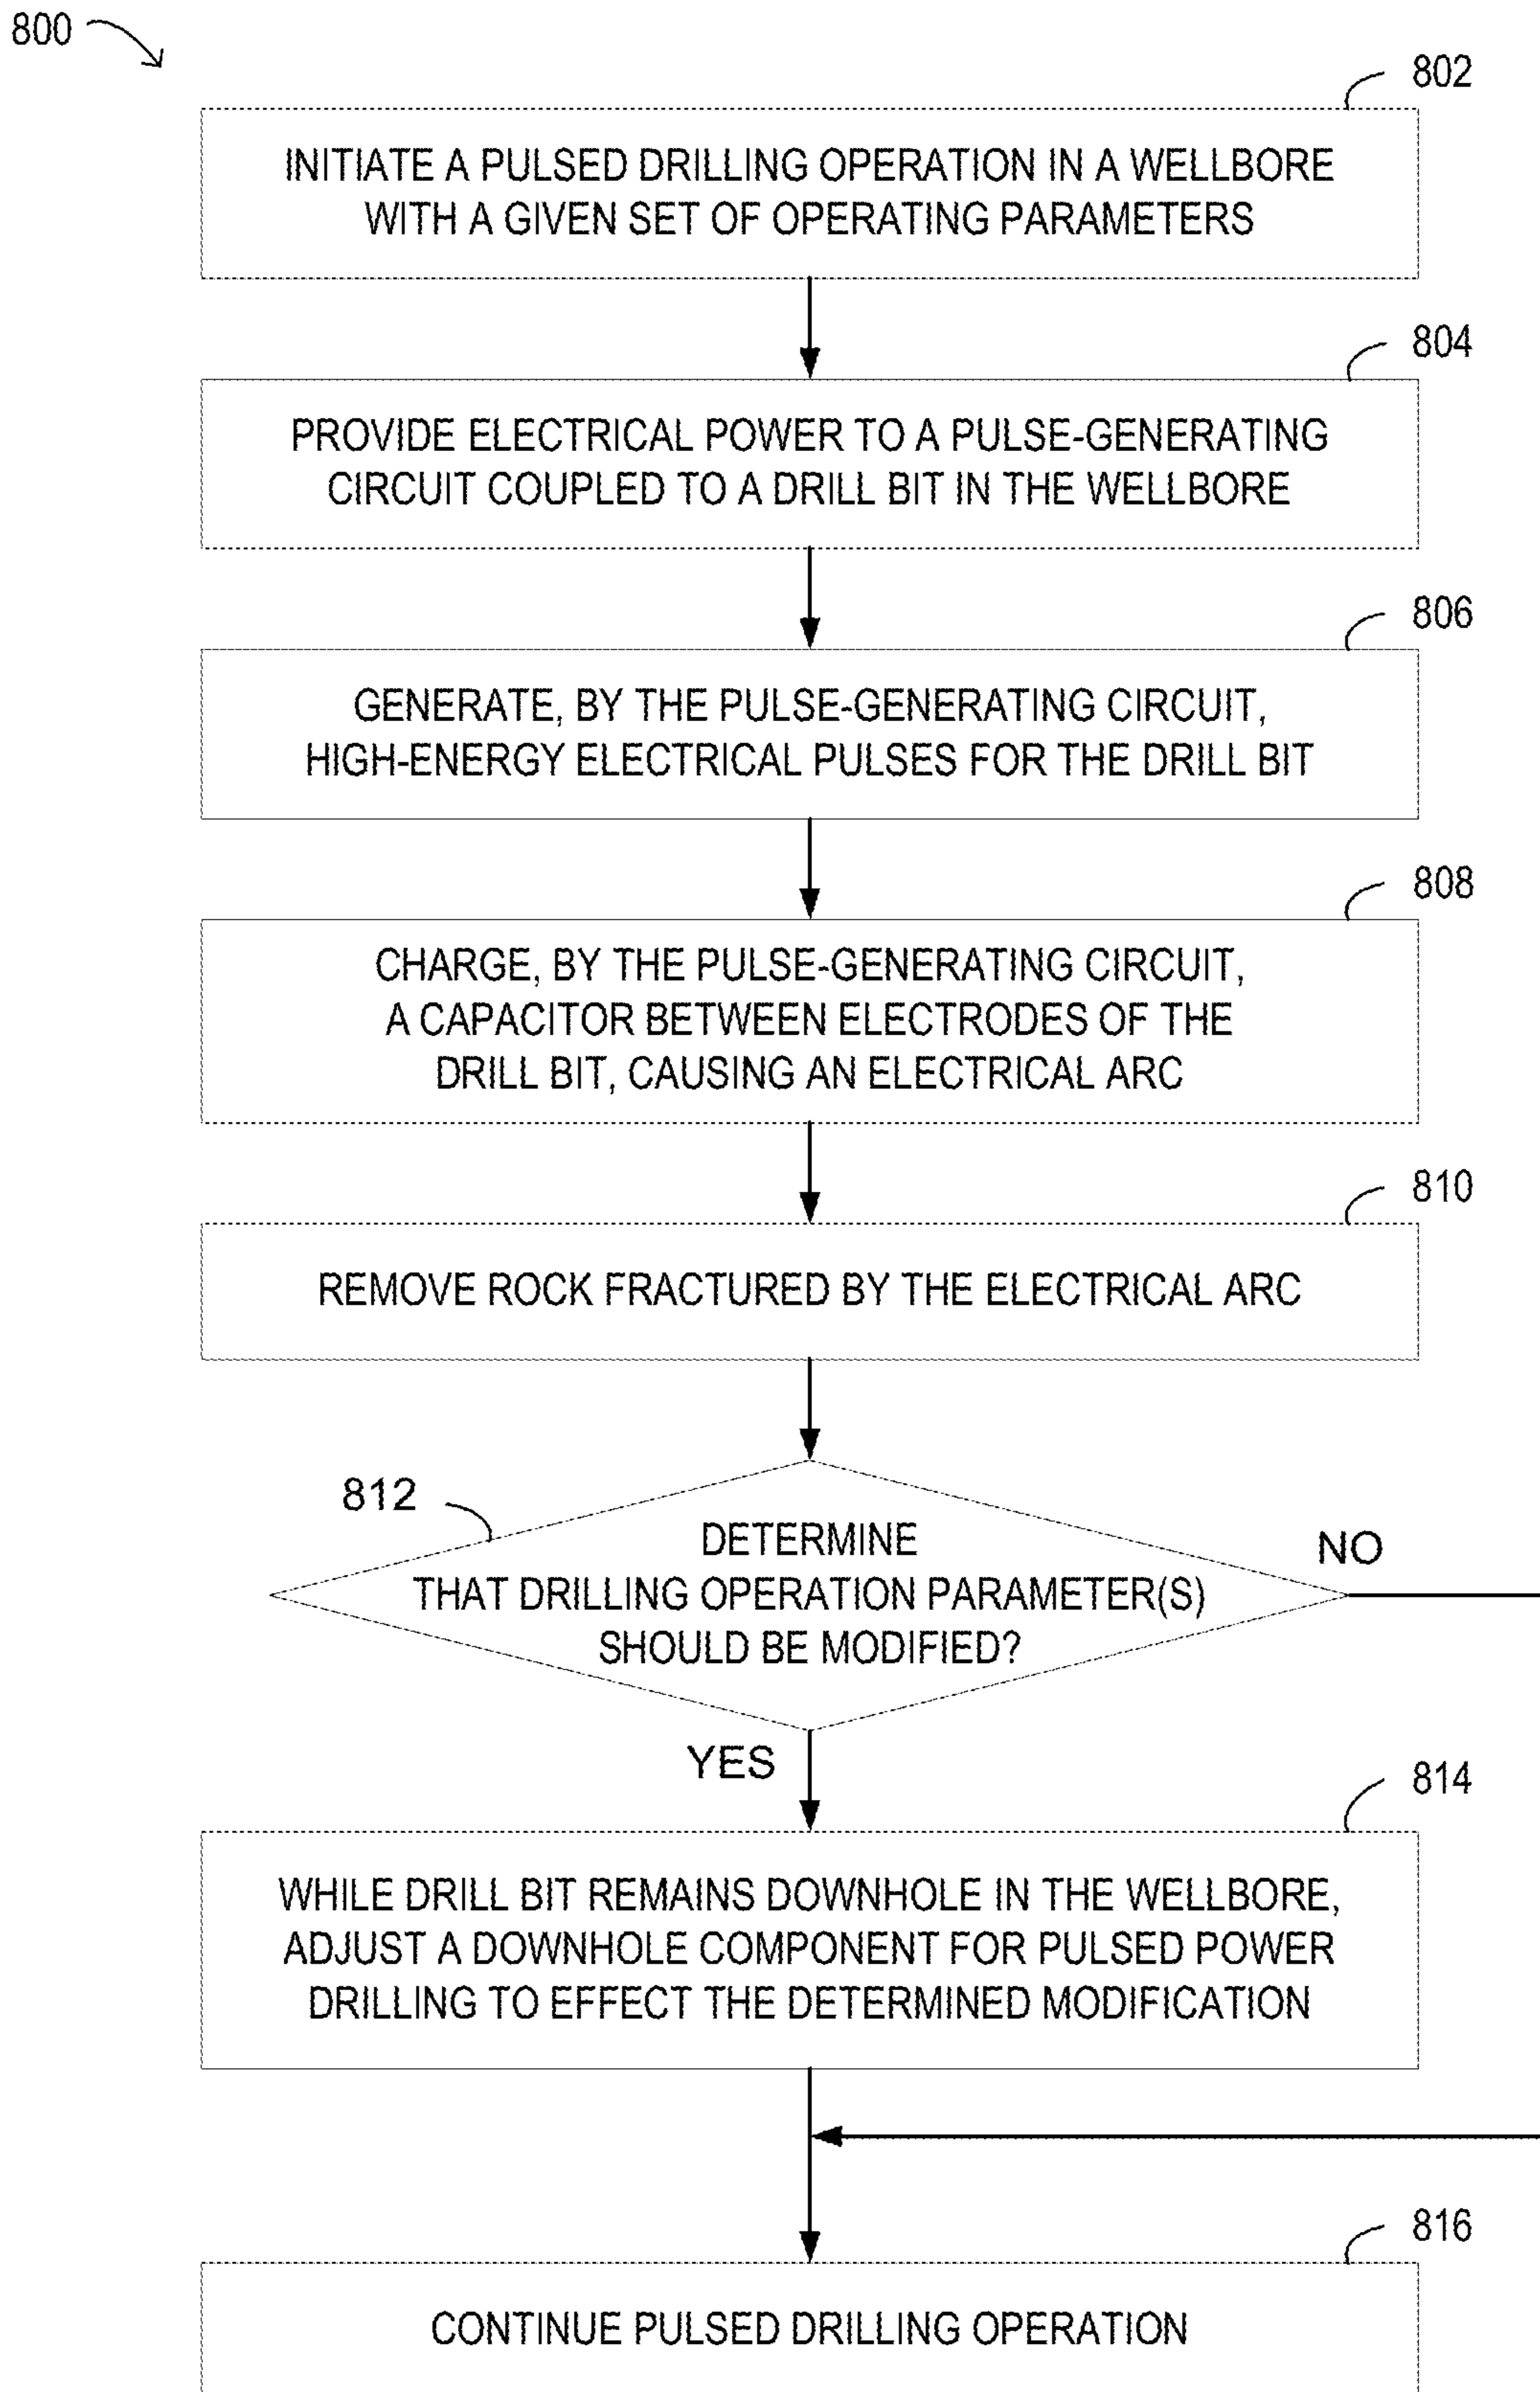 800
802
INITIATE A PULSED DRILLING OPERATION IN A WELLBORE
WITH A GIVEN SET OF OPERATING PARAMETERS
804
PROVIDE ELECTRICAL POWER TO A PULSE-GENERATING
CIRCUIT COUPLED TO A DRILL BIT IN THE WELLBORE
806
GENERATE, BY THE PULSE-GENERATING CIRCUIT,
HIGH-ENERGY ELECTRICAL PULSES FOR THE DRILL BIT
808
CHARGE, BY THE PULSE-GENERATING CIRCUIT,
A CAPACITOR BETWEEN ELECTRODES OF THE
DRILL BIT, CAUSING AN ELECTRICAL ARC
810
REMOVE ROCK FRACTURED BY THE ELECTRICAL ARC
812
DETERMINE
THAT DRILLING OPERATION PARAMETER(S)
SHOULD BE MODIFIED?
NO
YES
814
WHILE DRILL BIT REMAINS DOWNHOLE IN THE WELLBORE,
ADJUST A DOWNHOLE COMPONENT FOR PULSED POWER
DRILLING TO EFFECT THE DETERMINED MODIFICATION
816
CONTINUE PULSED DRILLING OPERATION